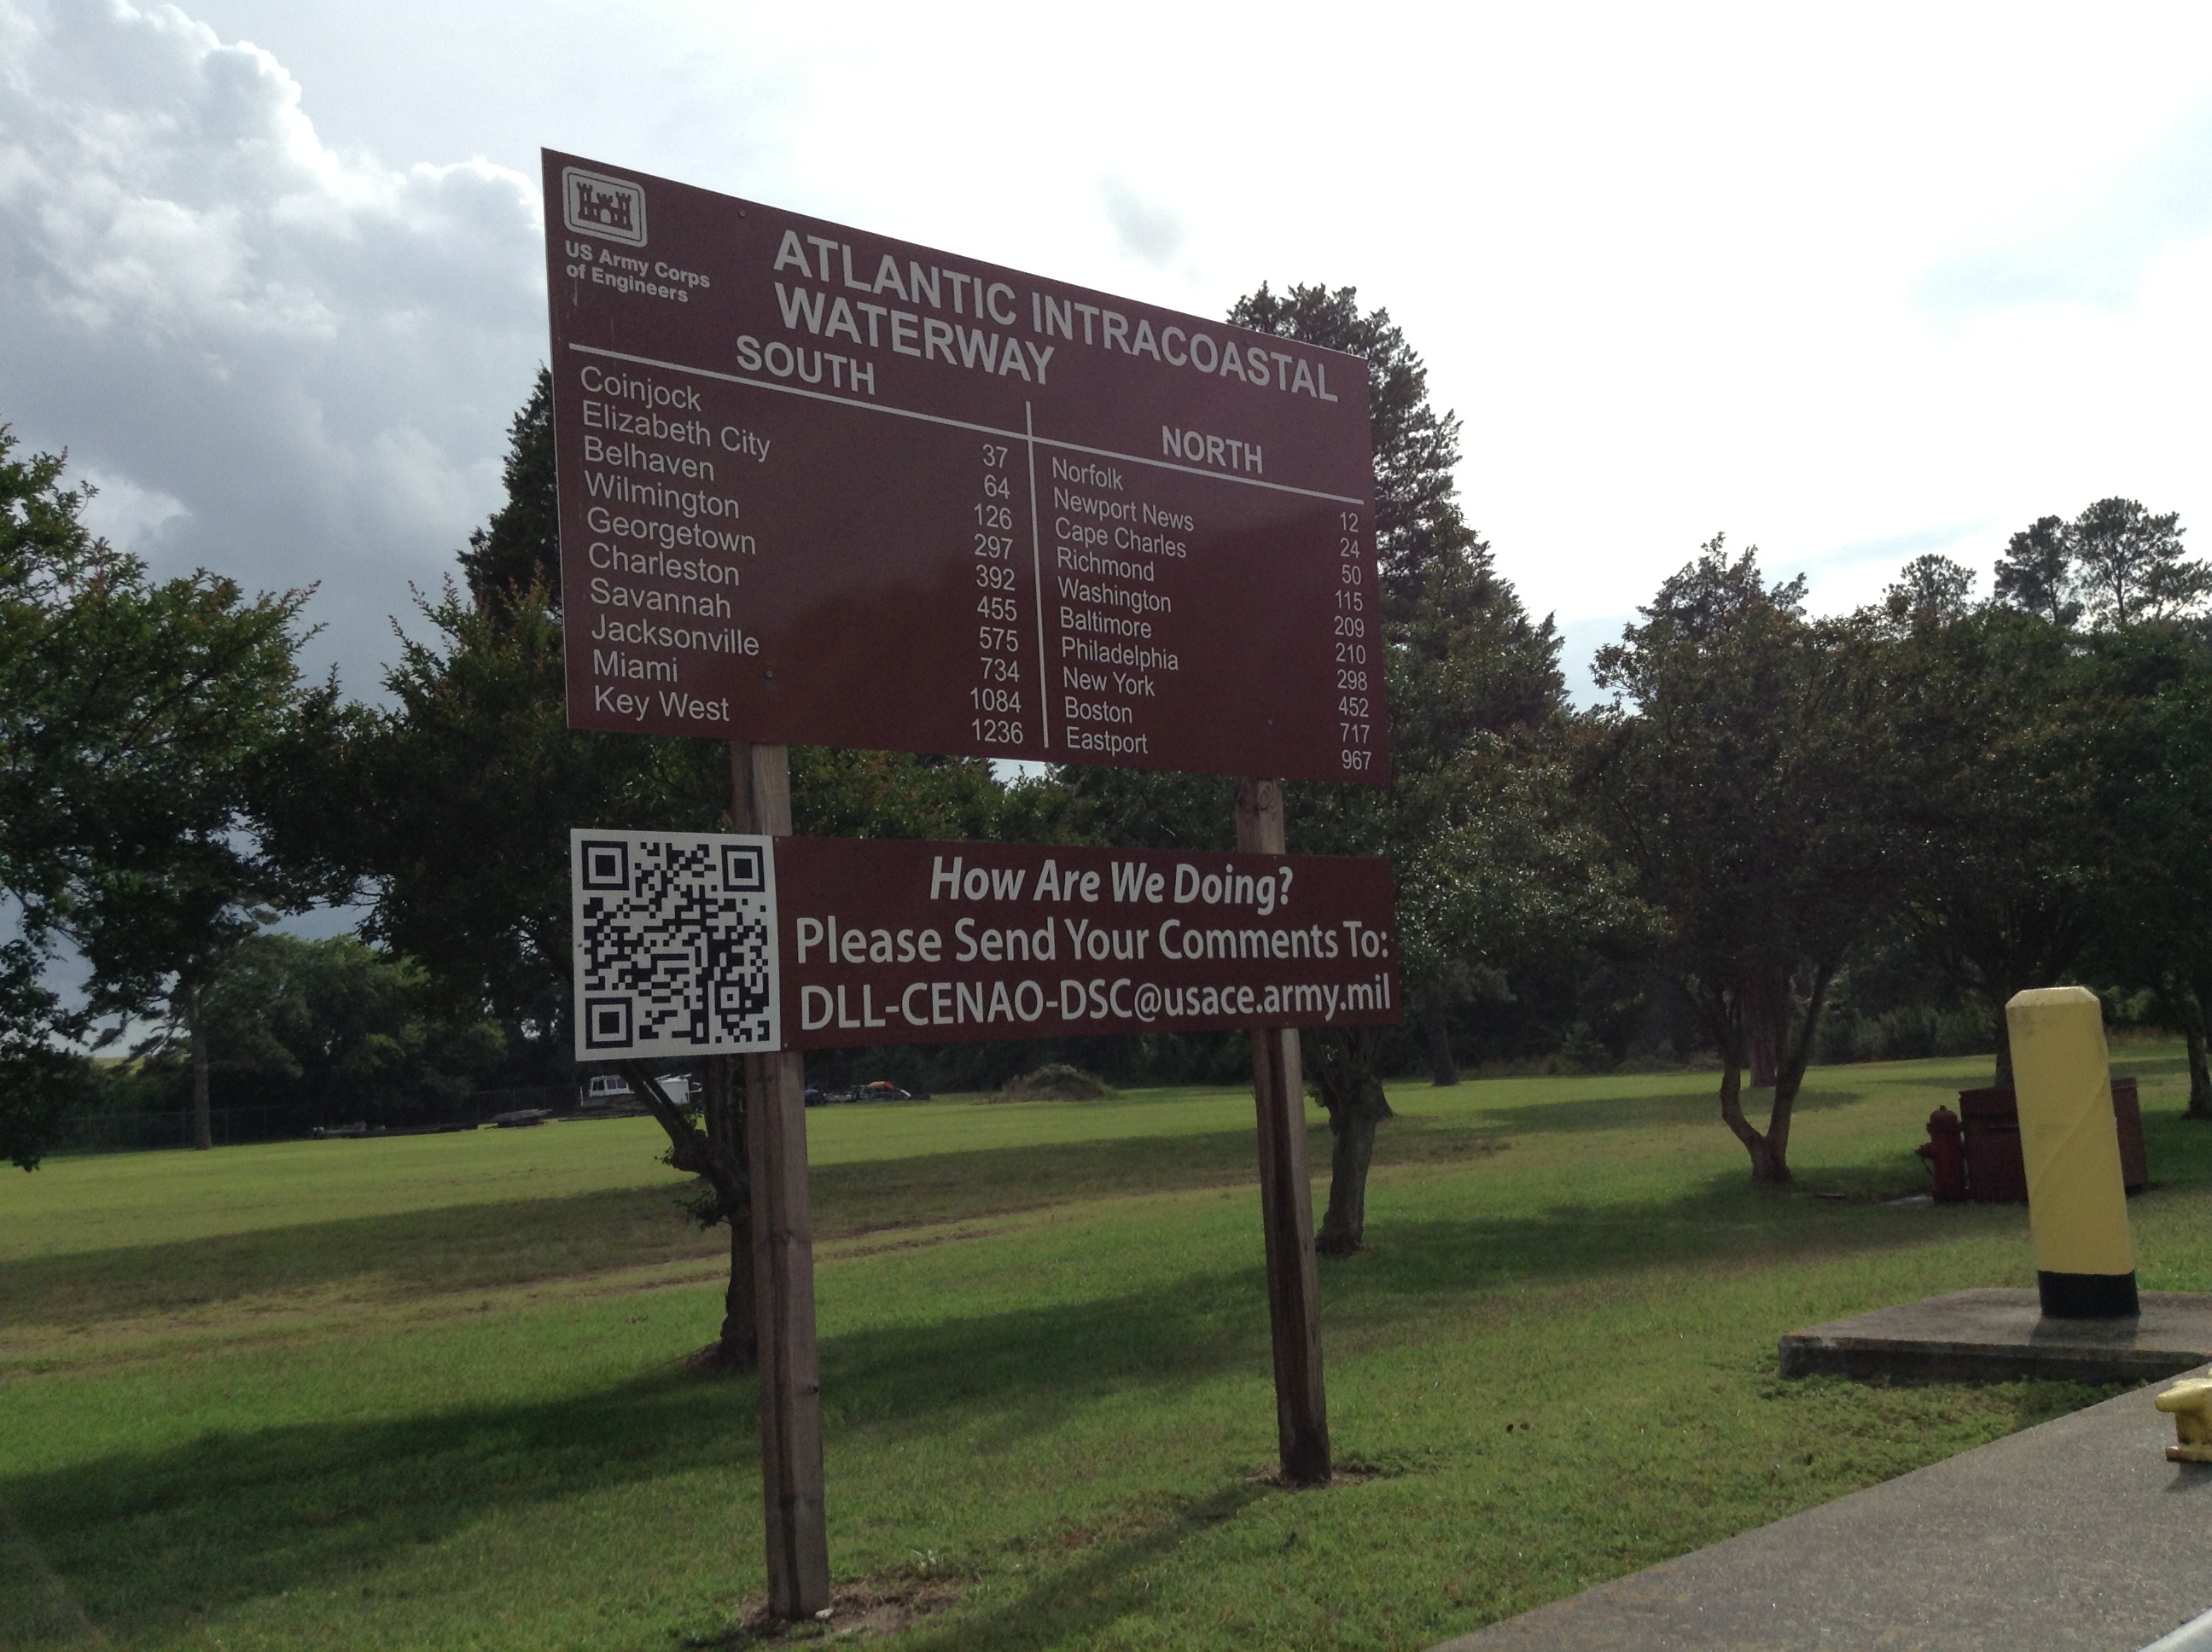 US Army Corps
of Engineers
ATLANTIC INTRACOASTAL
WATERWAY
SOUTH
Coinjock 37
Elizabeth City 64
Belhaven 126
Wilmington 297
Georgetown 392
Charleston 455
Savannah 575
Jacksonville 734
Miami 1084
Key West 1236
NORTH
Norfolk 12
Newport News 24
Cape Charles 50
Richmond 115
Washington 209
Baltimore 210
Philadelphia 298
New York 452
Boston 717
Eastport 967
How Are We Doing?
Please Send Your Comments To:
DLL-CENAO-DSC@usace.army.mil